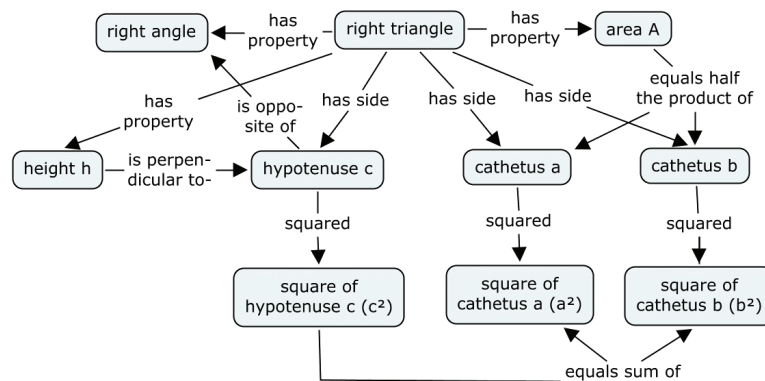 right angle
has
property
right triangle
has
property
area A
has
property
is oppo-
site of
has side
has side
has side
equals half
the product of
height h
is perpen-
dicular to-
hypotenuse c
cathetus a
cathetus b
squared
squared
squared
square of
hypotenuse c (c²)
square of
cathetus a (a²)
square of
cathetus b (b²)
equals sum of